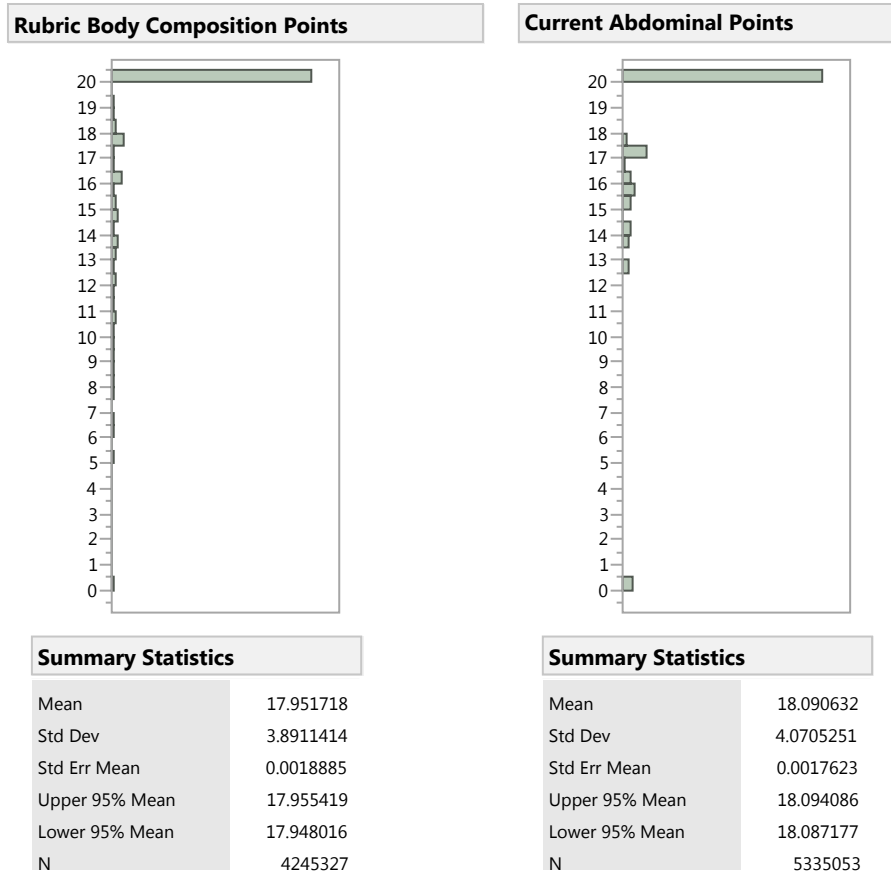 Rubric Body Composition Points
20
19
18
17
16
15
14
13
12
11
10
9
8
7
6
5
4
3
2
1
0
Summary Statistics
Mean 17.951718
Std Dev 3.8911414
Std Err Mean 0.0018885
Upper 95% Mean 17.955419
Lower 95% Mean 17.948016
N 4245327
Current Abdominal Points
20
19
18
17
16
15
14
13
12
11
10
9
8
7
6
5
4
3
2
1
0
Summary Statistics
Mean 18.090632
Std Dev 4.0705251
Std Err Mean 0.0017623
Upper 95% Mean 18.094086
Lower 95% Mean 18.087177
N 5335053